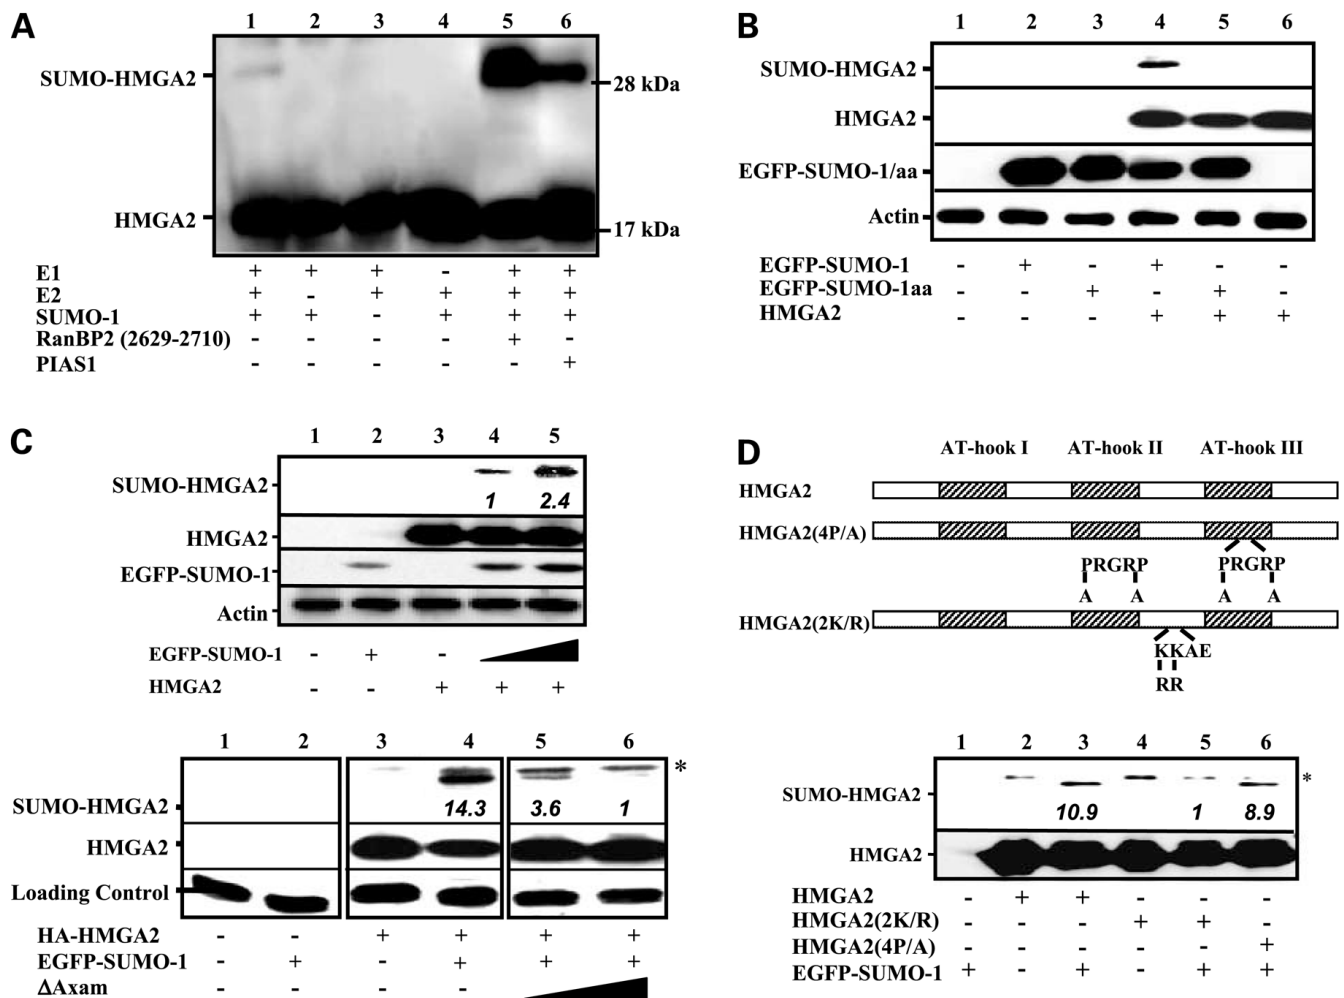 A
1 2 3 4 5 6
SUMO-HMGA2
28 kDa
HMGA2
17 kDa
E1 + + + - + +
E2 + - + + + +
SUMO-1 + + - + + +
RanBP2 (2629-2710) - - - - + -
PIAS1 - - - - - +
B
1 2 3 4 5 6
SUMO-HMGA2
HMGA2
EGFP-SUMO-1/aa
Actin
EGFP-SUMO-1 - + - + - -
EGFP-SUMO-1aa - - + - + -
HMGA2 - - - + + +
C
1 2 3 4 5
SUMO-HMGA2
1 2.4
HMGA2
EGFP-SUMO-1
Actin
EGFP-SUMO-1 - + -
HMGA2 - - + + +
1 2 3 4 5 6
*
SUMO-HMGA2
14.3 3.6 1
HMGA2
Loading Control
HA-HMGA2 - - + + + +
EGFP-SUMO-1 - + - + + +
ΔAxam - - - -
D
AT-hook I AT-hook II AT-hook III
HMGA2
HMGA2(4P/A)
PRGRP PRGRP
A A A A
HMGA2(2K/R)
KKAE
RR
1 2 3 4 5 6
*
SUMO-HMGA2
10.9 1 8.9
HMGA2
HMGA2 - + + - - -
HMGA2(2K/R) - - - + + -
HMGA2(4P/A) - - - - - +
EGFP-SUMO-1 + - + - + +